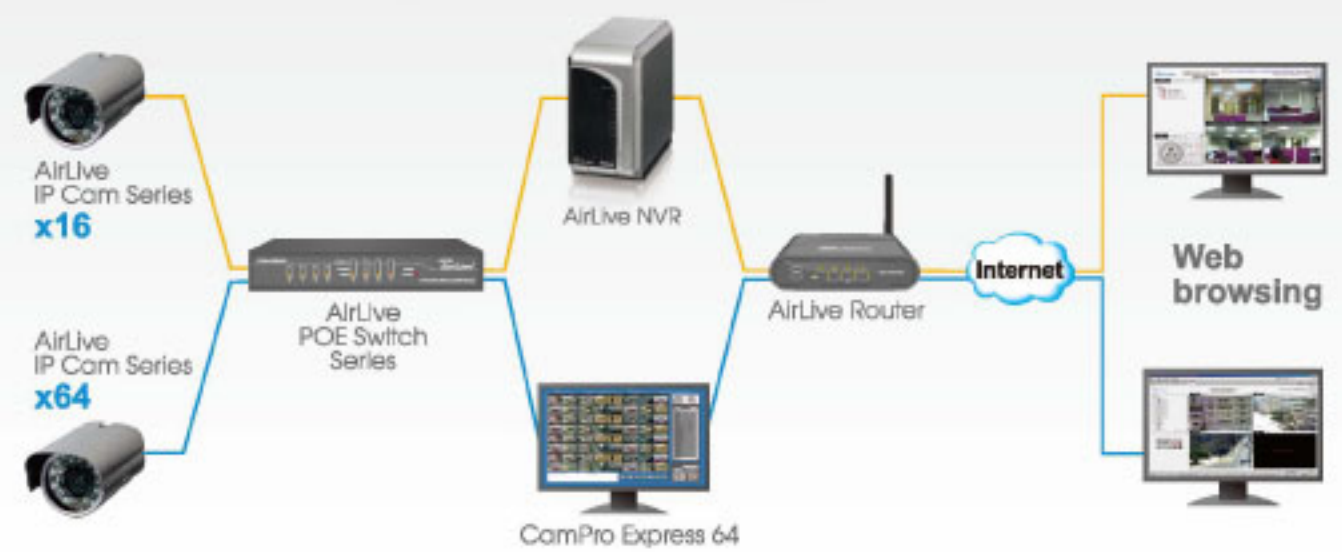 AirLive
IP Cam Series
x16
AirLive
IP Cam Series
x64
AirLive
POE Switch
Series
AirLive NVR
CamPro Express 64
AirLive Router
Internet
Web
browsing